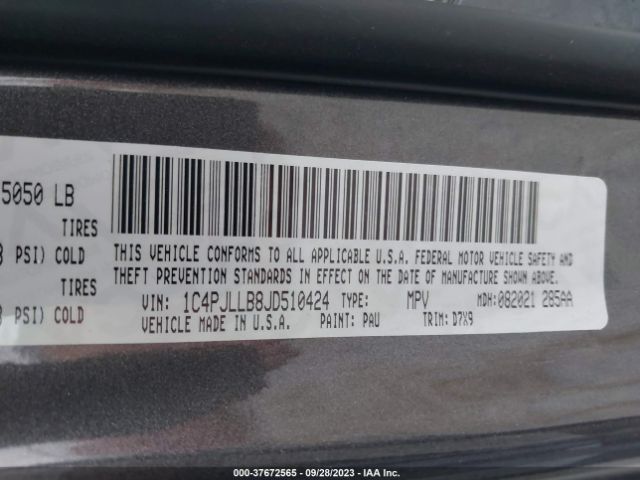 5050 LB
TIRES
PSI) COLD
THIS VEHICLE CONFORMS TO ALL APPLICABLE U.S.A. FEDERAL MOTOR VEHICLE SAFETY AND
THEFT PREVENTION STANDARDS IN EFFECT ON THE DATE OF MANUFACTURE SHOWN ABOVE.
TIRES
PSI) COLD
VIN: 1C4PJLLB8JD510424 TYPE: MPV MDH: 082021 285AA
VEHICLE MADE IN U.S.A. PAINT: PAU TRIM: D7X9
000-37672565 - 09/28/2023 - IAA Inc.